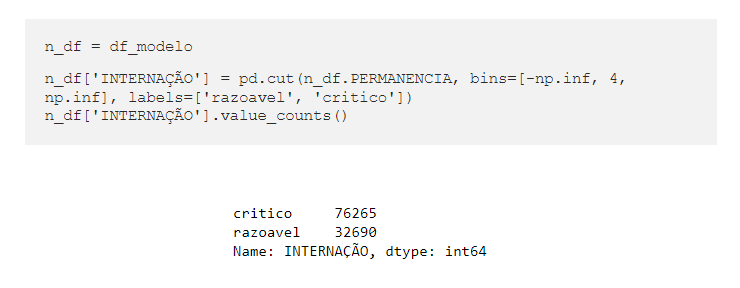 n_df = df_modelo
n_df['INTERNAÇÃO'] = pd.cut(n_df.PERMANENCIA, bins=[-np.inf, 4,
np.inf], labels=['razoavel', 'critico'])
n_df['INTERNAÇÃO'].value_counts()
critico     76265
razoavel    32690
Name: INTERNAÇÃO, dtype: int64